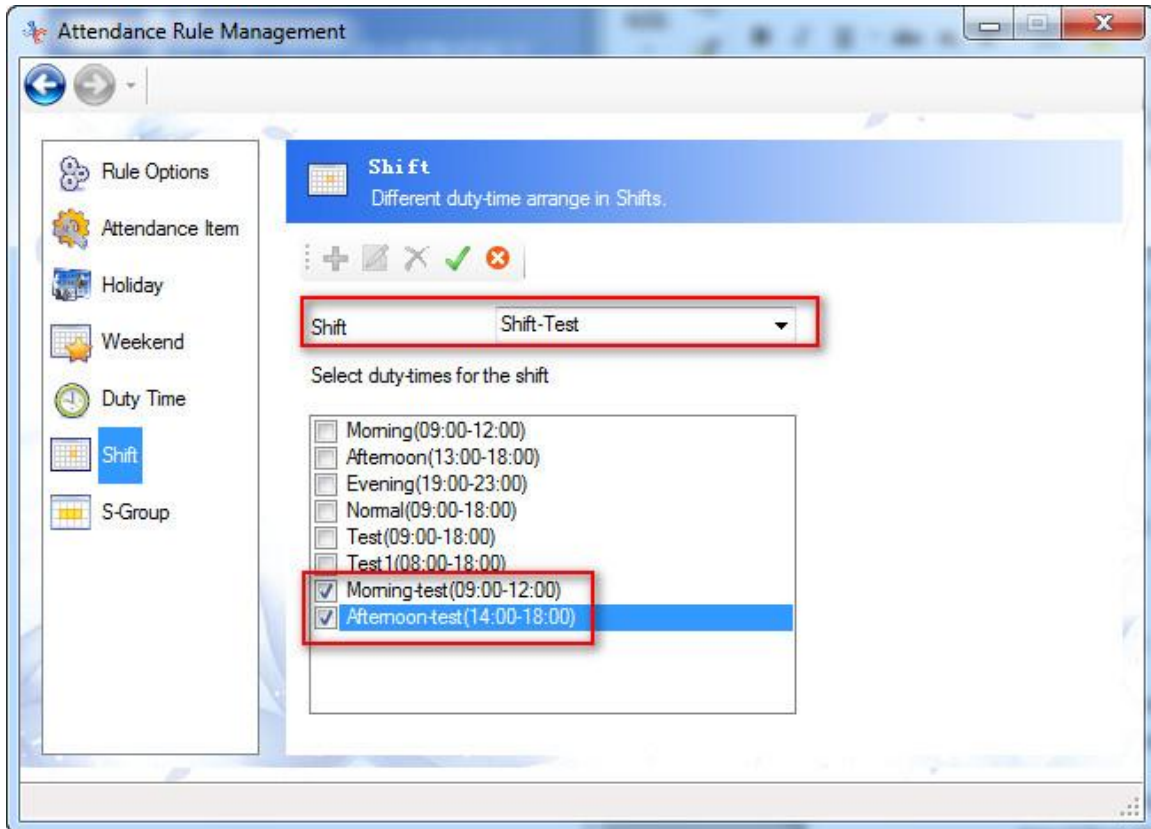 Attendance Rule Management
Rule Options
Attendance Item
Holiday
Weekend
Duty Time
Shift
S-Group
Shift
Different duty-time arrange in Shifts.
Shift Shift-Test
Select duty-times for the shift
Morning(09:00-12:00)
Afternoon(13:00-18:00)
Evening(19:00-23:00)
Normal(09:00-18:00)
Test(09:00-18:00)
Test1(08:00-18:00)
Morning-test(09:00-12:00)
Afternoon-test(14:00-18:00)